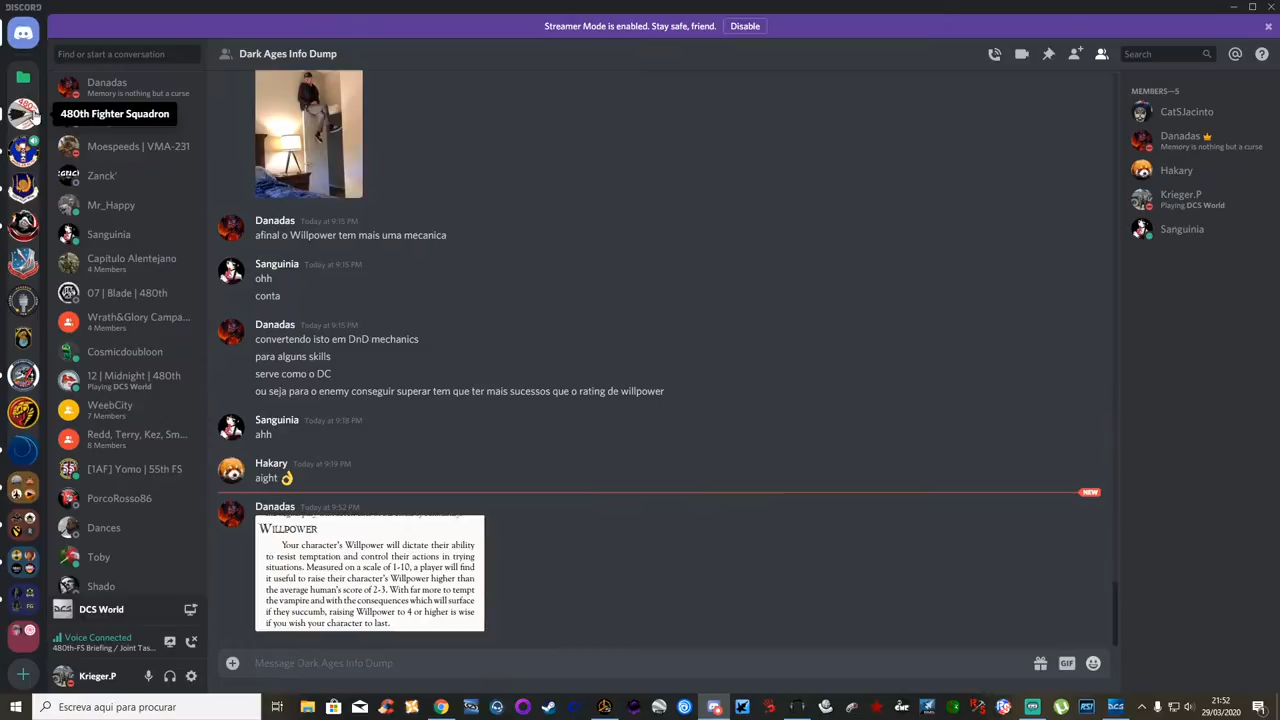 DISCORD
Streamer Mode is enabled. Stay safe, friend.
Disable
Find or start a conversation
Dark Ages Info Dump
Search
Danadas
Memory is nothing but a curse
480th Fighter Squadron
Moespeeds | VMA-231
Zanck'
Mr_Happy
Sanguinia
Capítulo Alentejano
4 Members
07 | Blade | 480th
Wrath&Glory Campa...
4 Members
Cosmicdoubloon
12 | Midnight | 480th
Playing DCS World
WeebCity
7 Members
Redd, Terry, Kez, Sm...
8 Members
[1AF] Yomo | 55th FS
PorcoRosso86
Dances
Toby
Shado
DCS World
Voice Connected
480th-FS Briefing / Joint Tas...
Krieger.P
Danadas Today at 9:15 PM
afinal o Willpower tem mais uma mecanica
Sanguinia Today at 9:15 PM
ohh
conta
Danadas Today at 9:15 PM
convertendo isto em DnD mechanics
para alguns skills
serve como o DC
ou seja para o enemy conseguir superar tem que ter mais sucessos que o rating de willpower
Sanguinia Today at 9:18 PM
ahh
Hakary Today at 9:19 PM
aight 👌
NEW
Danadas Today at 9:52 PM
WILLPOWER
Your character's Willpower will dictate their ability
to resist temptation and control their actions in trying
situations. Measured on a scale of 1-10, a player will find
it useful to raise their character's Willpower higher than
the average human's score of 2-3. With far more to tempt
the vampire and with the consequences which will surface
if they succumb, raising Willpower to 4 or higher is wise
if you wish your character to last.
Message Dark Ages Info Dump
GIF
MEMBERS—5
CatSJacinto
Danadas
Memory is nothing but a curse
Hakary
Krieger.P
Playing DCS World
Sanguinia
Escreva aqui para procurar
21:52
29/03/2020